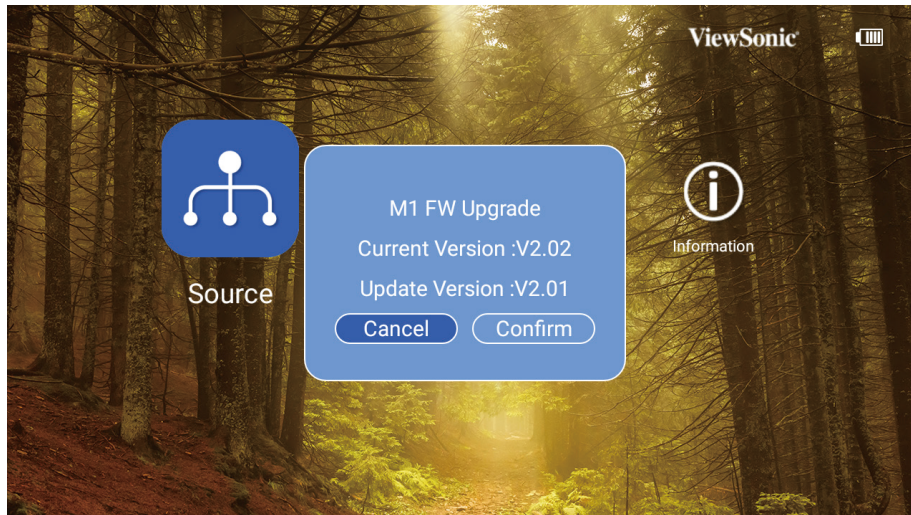 ViewSonic
M1 FW Upgrade
Current Version :V2.02
Update Version :V2.01
Cancel
Confirm
Source
Information